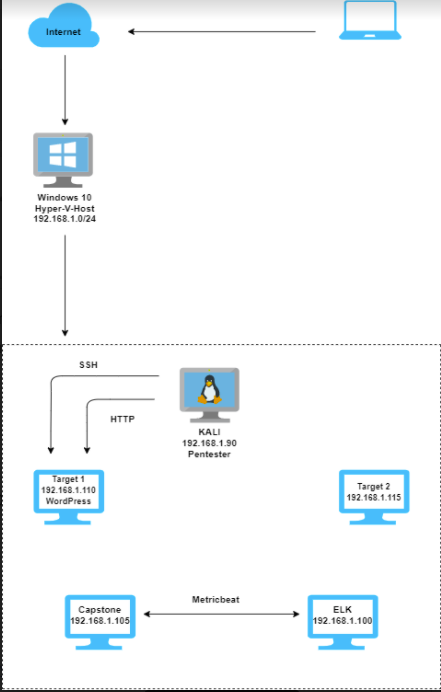 Internet
Windows 10
Hyper-V-Host
192.168.1.0/24
SSH
HTTP
KALI
192.168.1.90
Pentester
Target 1
192.168.1.110
WordPress
Target 2
192.168.1.115
Capstone
192.168.1.105
Metricbeat
ELK
192.168.1.100